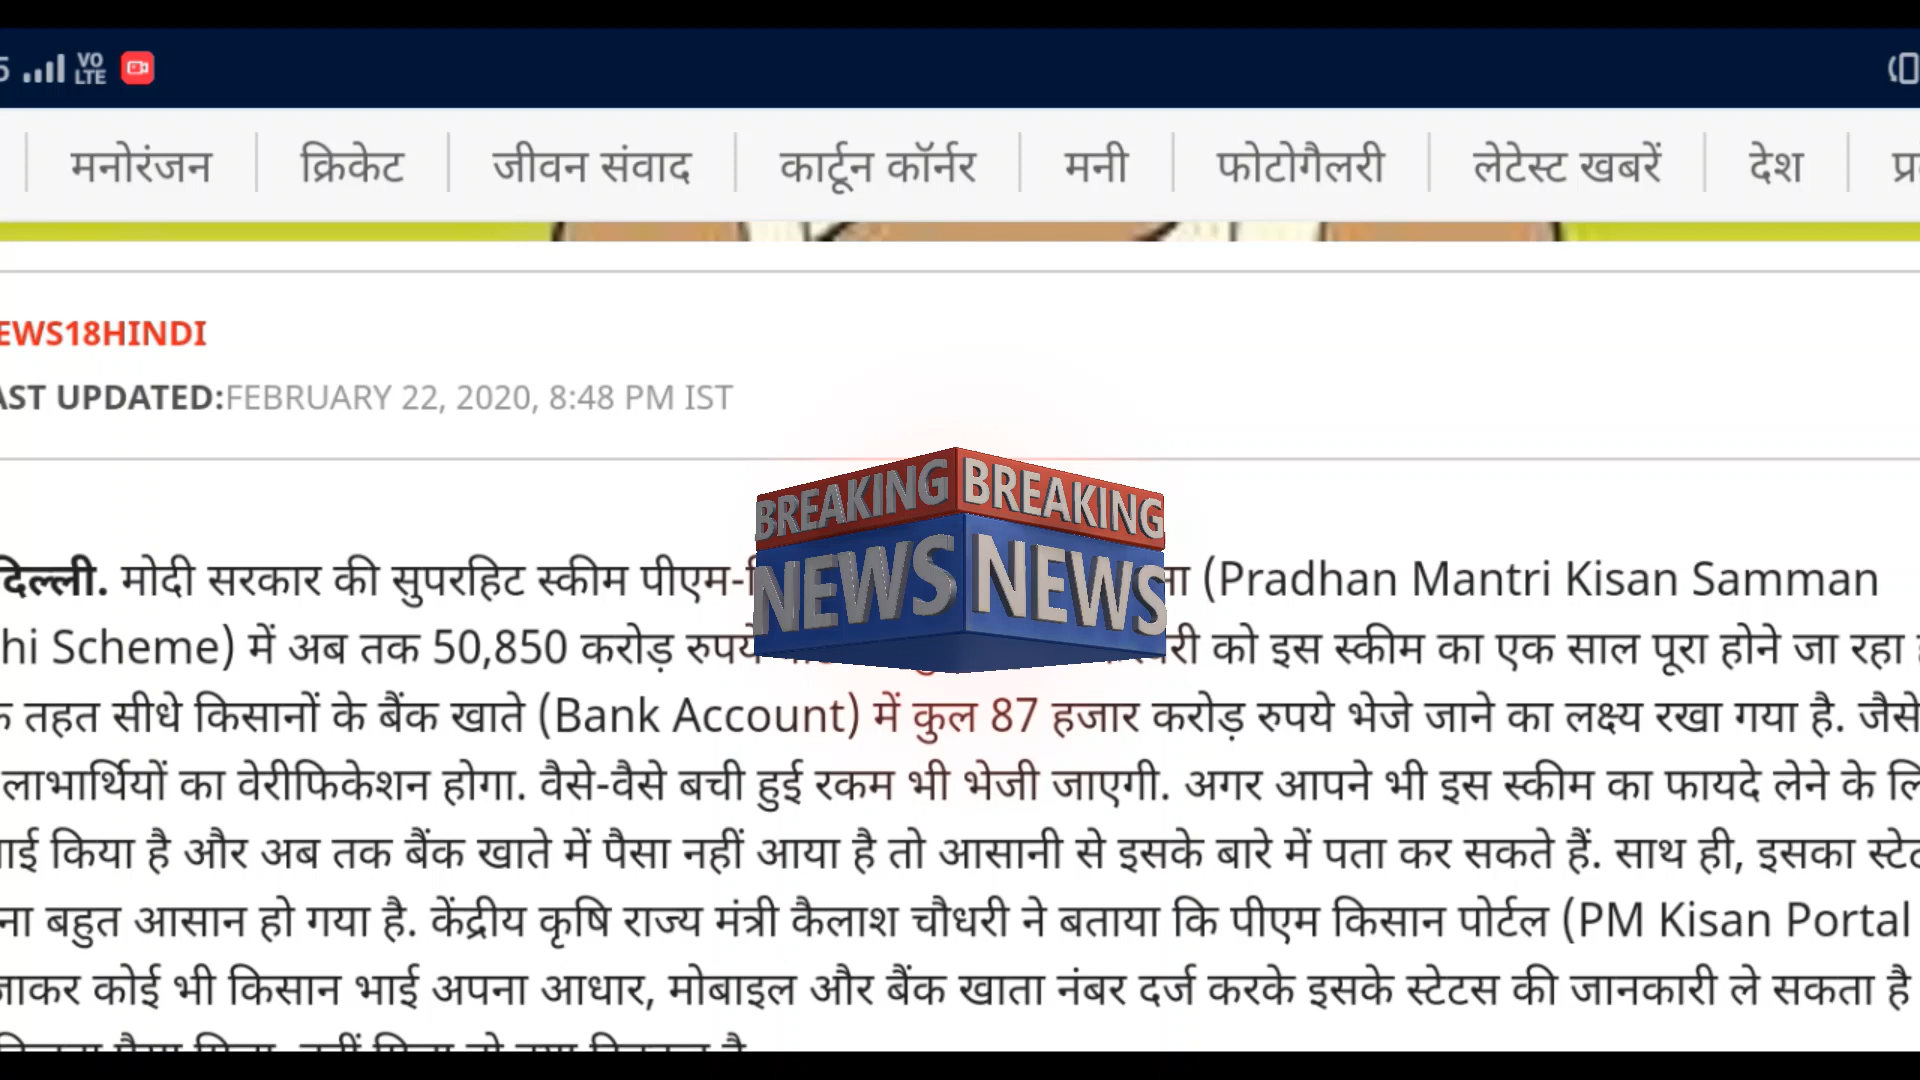 5 VO LTE
मनोरंजन क्रिकेट जीवन संवाद कार्टून कॉर्नर मनी फोटोगैलरी लेटेस्ट खबरें देश
EWS18HINDI
AST UPDATED:FEBRUARY 22, 2020, 8:48 PM IST
BREAKING BREAKING
NEWS NEWS
दिल्ली. मोदी सरकार की सुपरहिट स्कीम पीएम- (Pradhan Mantri Kisan Samman
hi Scheme) में अब तक 50,850 करोड़ रुपये को इस स्कीम का एक साल पूरा होने जा रहा
तहत सीधे किसानों के बैंक खाते (Bank Account) में कुल 87 हजार करोड़ रुपये भेजे जाने का लक्ष्य रखा गया है. जैसे
लाभार्थियों का वेरीफिकेशन होगा. वैसे-वैसे बची हुई रकम भी भेजी जाएगी. अगर आपने भी इस स्कीम का फायदे लेने के
किया है और अब तक बैंक खाते में पैसा नहीं आया है तो आसानी से इसके बारे में पता कर सकते हैं. साथ ही, इसका
ना बहुत आसान हो गया है. केंद्रीय कृषि राज्य मंत्री कैलाश चौधरी ने बताया कि पीएम किसान पोर्टल (PM Kisan Portal
जाकर कोई भी किसान भाई अपना आधार, मोबाइल और बैंक खाता नंबर दर्ज करके इसके स्टेटस की जानकारी ले सकता है